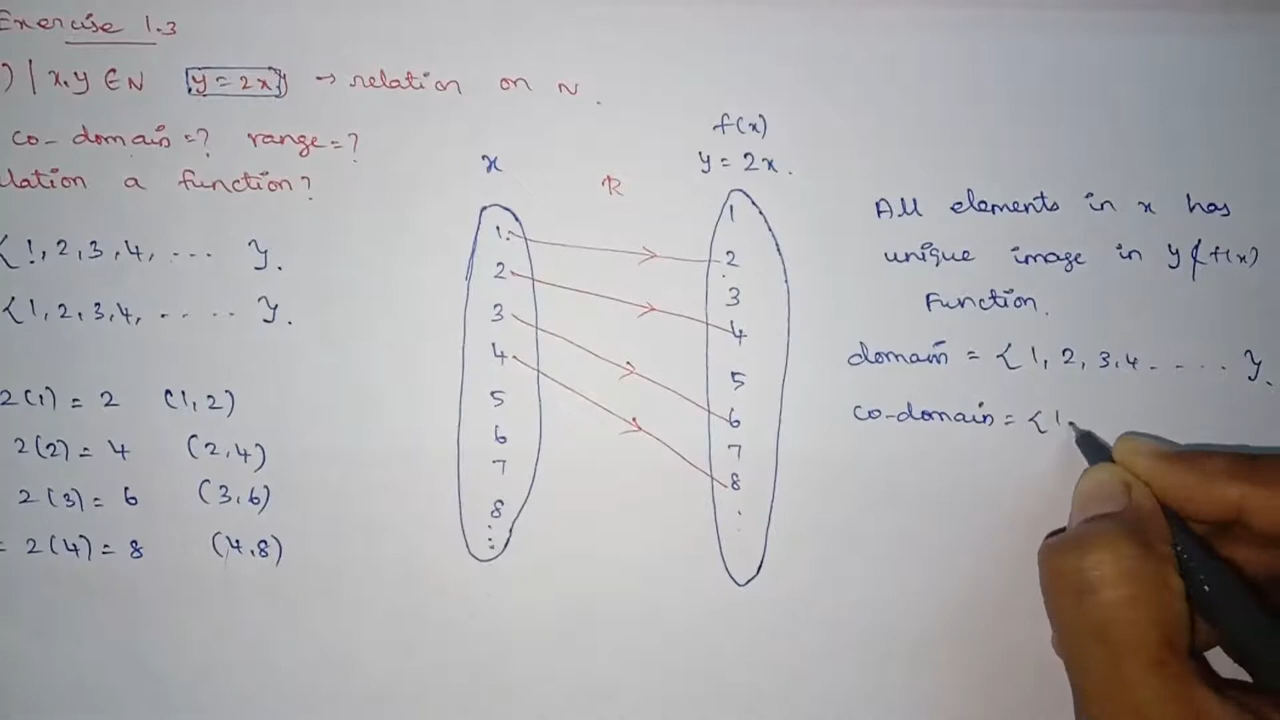 Exercise 1.3
) | x.y ∈ N y = 2x} → relation on N.
co-domain=? range=?
lation a function?
{1,2,3,4, ... }.
{1,2,3,4, ..... }.
2(1) = 2 (1,2)
2(2) = 4 (2,4)
2(3) = 6 (3,6)
= 2(4) = 8 (4,8)
x
R
f(x)
y = 2x.
1
2
3
4
5
6
7
8
...
1
2
3
4
5
6
7
8
.
All elements in x has
unique image in y f(x)
Function.
domain = {1, 2, 3,4 ..... }.
co-domain = {1,